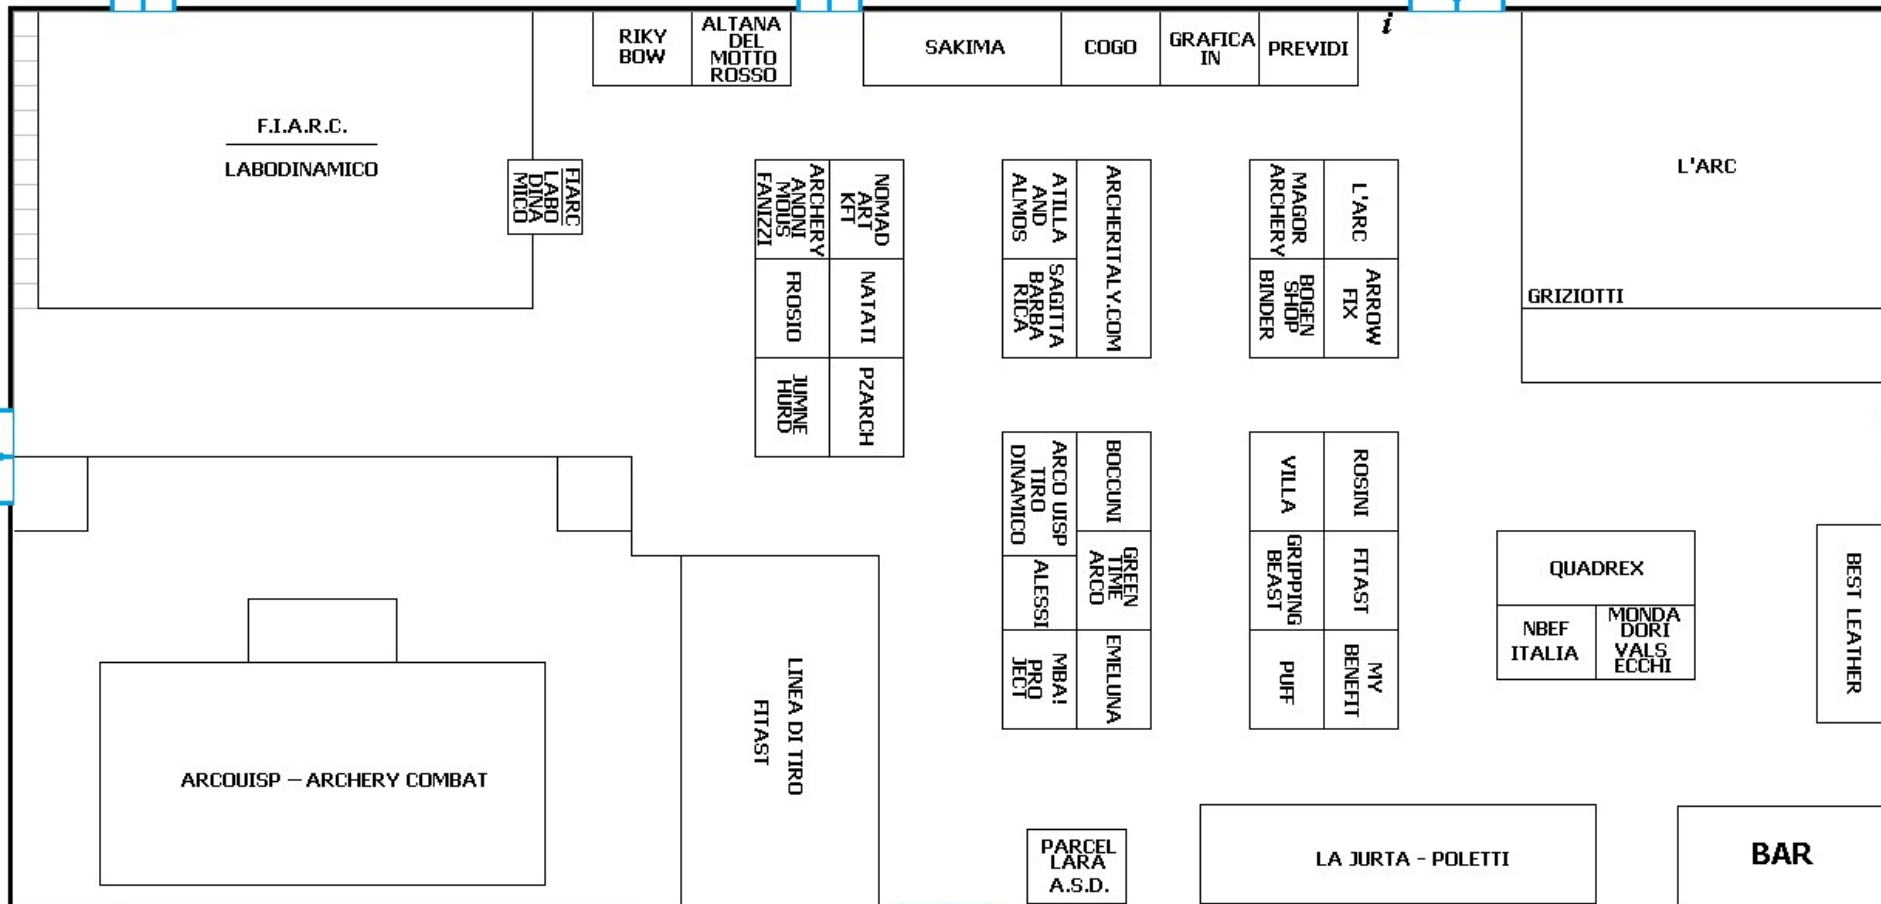 RIKY
BOW
ALTANA
DEL
MOTTO
ROSSO
SAKIMA
COGO
GRAFICA
IN
PREVIDI
i
F.I.A.R.C.
LABODINAMICO
FIARC
LABO
DINA
MICO
L'ARC
GRIZIOTTI
ARCHERY
ANONI
MOUS
FANIZZI
NOMAD
ART
KFT
FROSIO
NATATI
JUMNE
HURD
PZARCH
ATILLA
AND
ALMOS
SAGITTA
BARBA
RICA
ARCHERITALY.COM
MAGOR
ARCHERY
L'ARC
BOGEN
SHOP
BINDER
ARROW
FIX
ARCO UISP
TIRO
DINAMICO
BOCCUNI
ALESSI
GREEN
TIME
ARCO
MBA!
PRO
JECT
EMELUNA
VILLA
ROSINI
GRIPPING
BEAST
FITAST
PUFF
MY
BENEFIT
QUADREX
NBEF
ITALIA
MONDA
DORI
VALS
ECCHI
BEST LEATHER
LINEA DI TIRO
FITAST
ARCOUISP – ARCHERY COMBAT
PARCEL
LARA
A.S.D.
LA JURTA - POLETTI
BAR